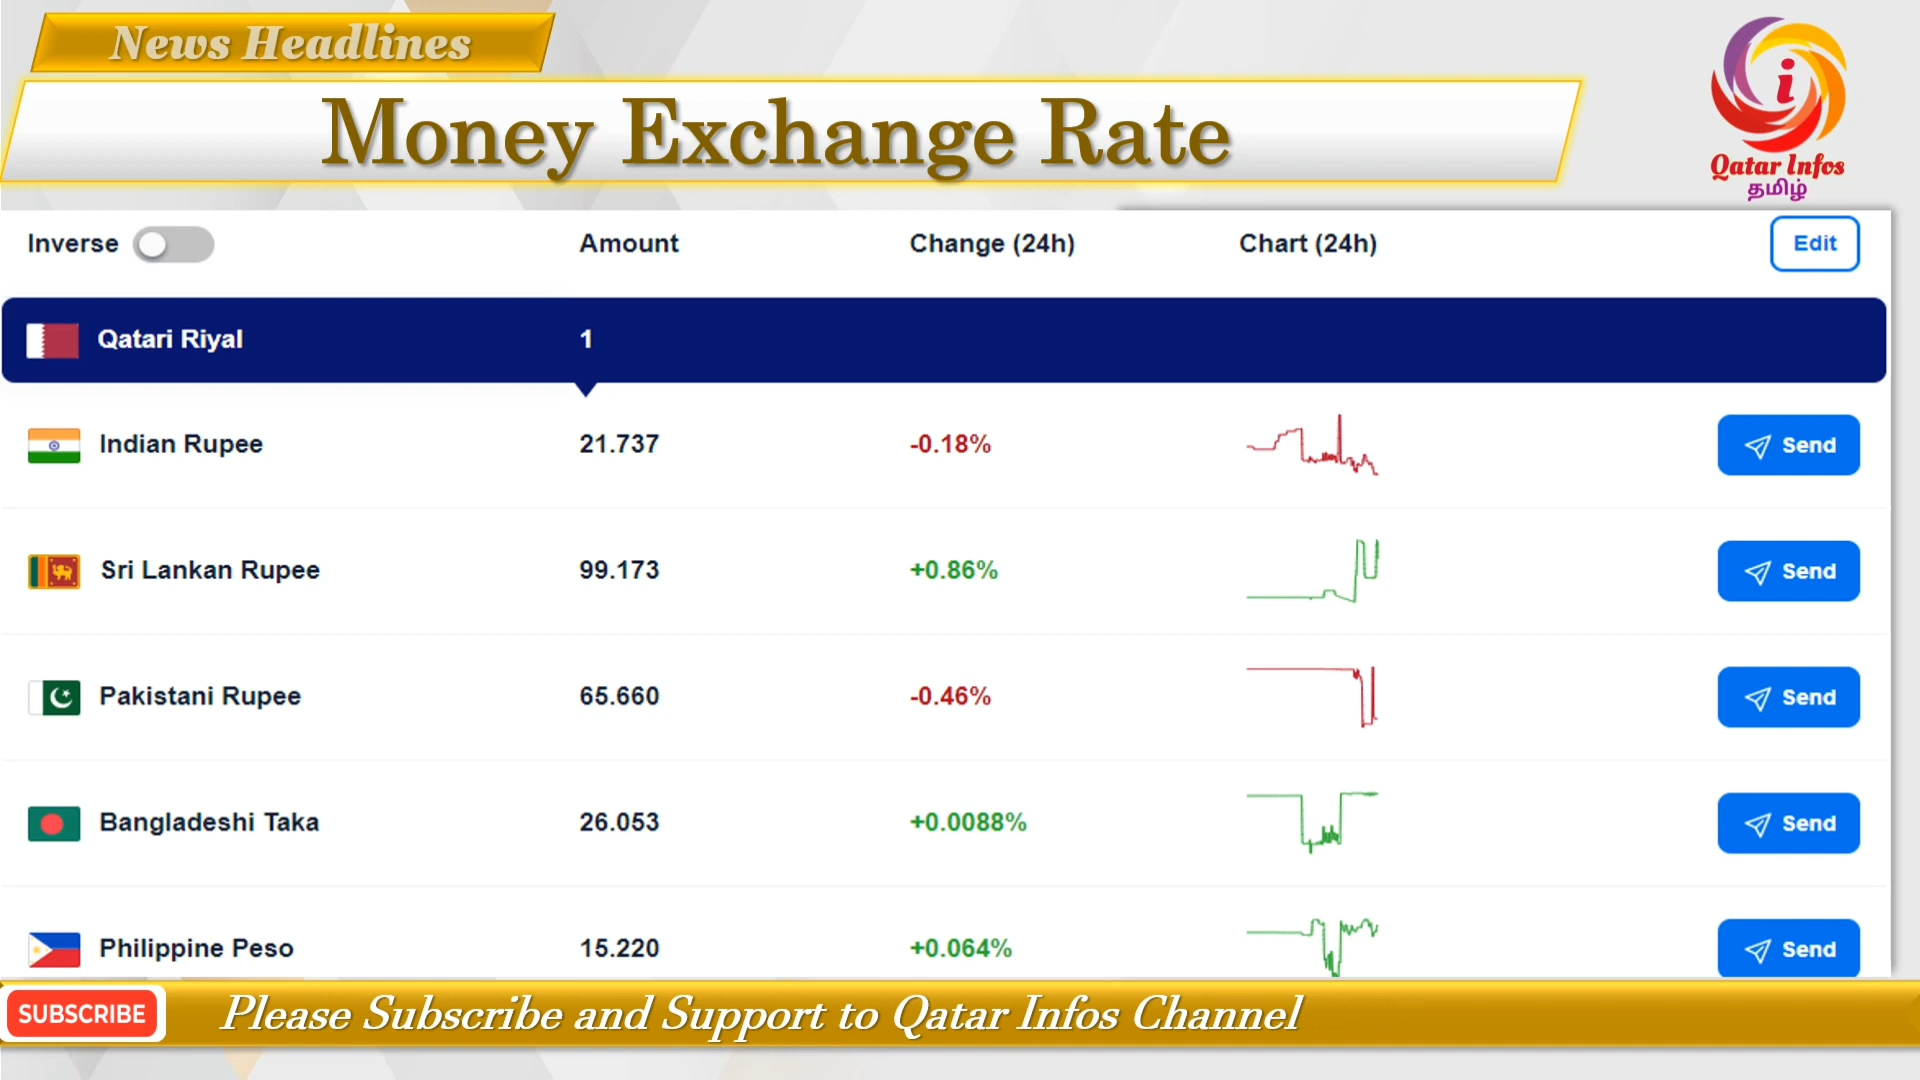 News Headlines
Money Exchange Rate
i
Qatar Infos
தமிழ்
Inverse Amount Change (24h) Chart (24h) Edit
Qatari Riyal 1
Indian Rupee 21.737 -0.18% Send
Sri Lankan Rupee 99.173 +0.86% Send
Pakistani Rupee 65.660 -0.46% Send
Bangladeshi Taka 26.053 +0.0088% Send
Philippine Peso 15.220 +0.064% Send
SUBSCRIBE Please Subscribe and Support to Qatar Infos Channel